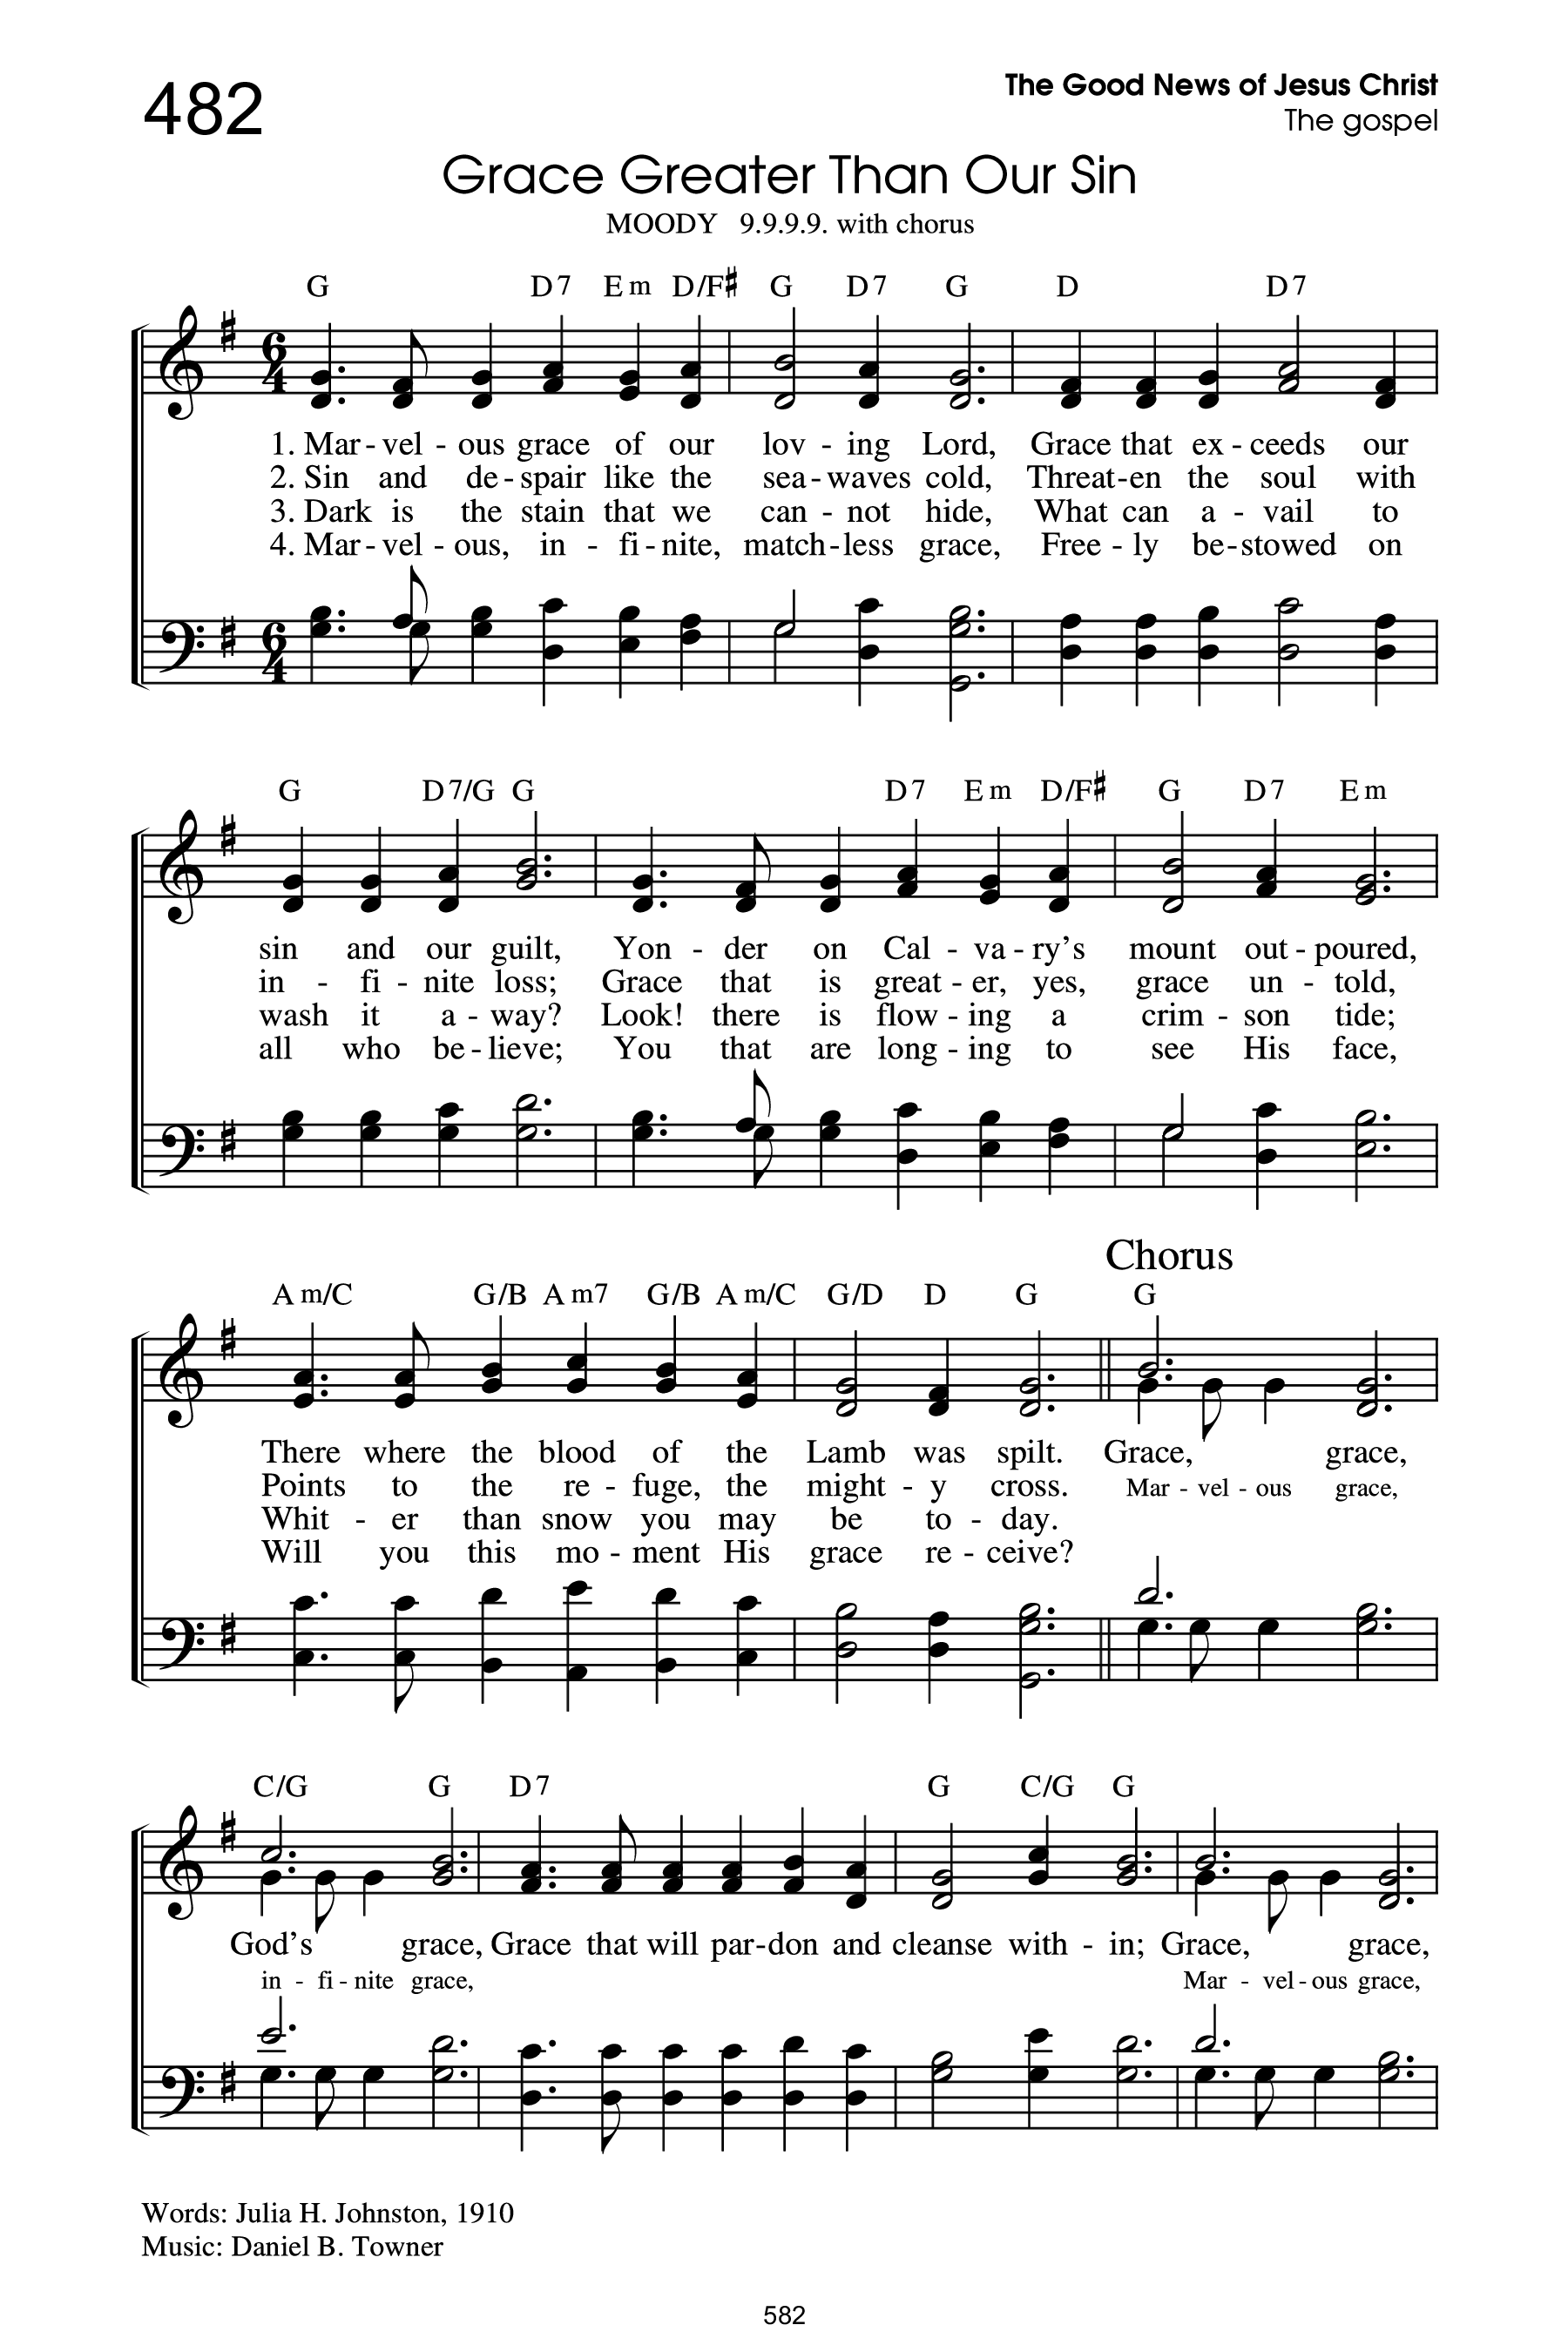 482
The Good News of Jesus Christ
The gospel
Grace Greater Than Our Sin
MOODY 9.9.9.9. with chorus
G D7 Em D/F♯ G D7 G D D7
1. Mar - vel - ous grace of our lov - ing Lord, Grace that ex - ceeds our
2. Sin and de - spair like the sea - waves cold, Threat - en the soul with
3. Dark is the stain that we can - not hide, What can a - vail to
4. Mar - vel - ous, in - fi - nite, match - less grace, Free - ly be - stowed on
G D7/G G D7 Em D/F♯ G D7 Em
sin and our guilt, Yon - der on Cal - va - ry’s mount out - poured,
in - fi - nite loss; Grace that is great - er, yes, grace un - told,
wash it a - way? Look! there is flow - ing a crim - son tide;
all who be - lieve; You that are long - ing to see His face,
Chorus
Am/C G/B Am7 G/B Am/C G/D D G G
There where the blood of the Lamb was spilt. Grace, grace,
Points to the re - fuge, the might - y cross. Mar - vel - ous grace,
Whit - er than snow you may be to - day.
Will you this mo - ment His grace re - ceive?
C/G G D7 G C/G G
God’s grace, Grace that will par - don and cleanse with - in; Grace, grace,
in - fi - nite grace, Mar - vel - ous grace,
Words: Julia H. Johnston, 1910
Music: Daniel B. Towner
582